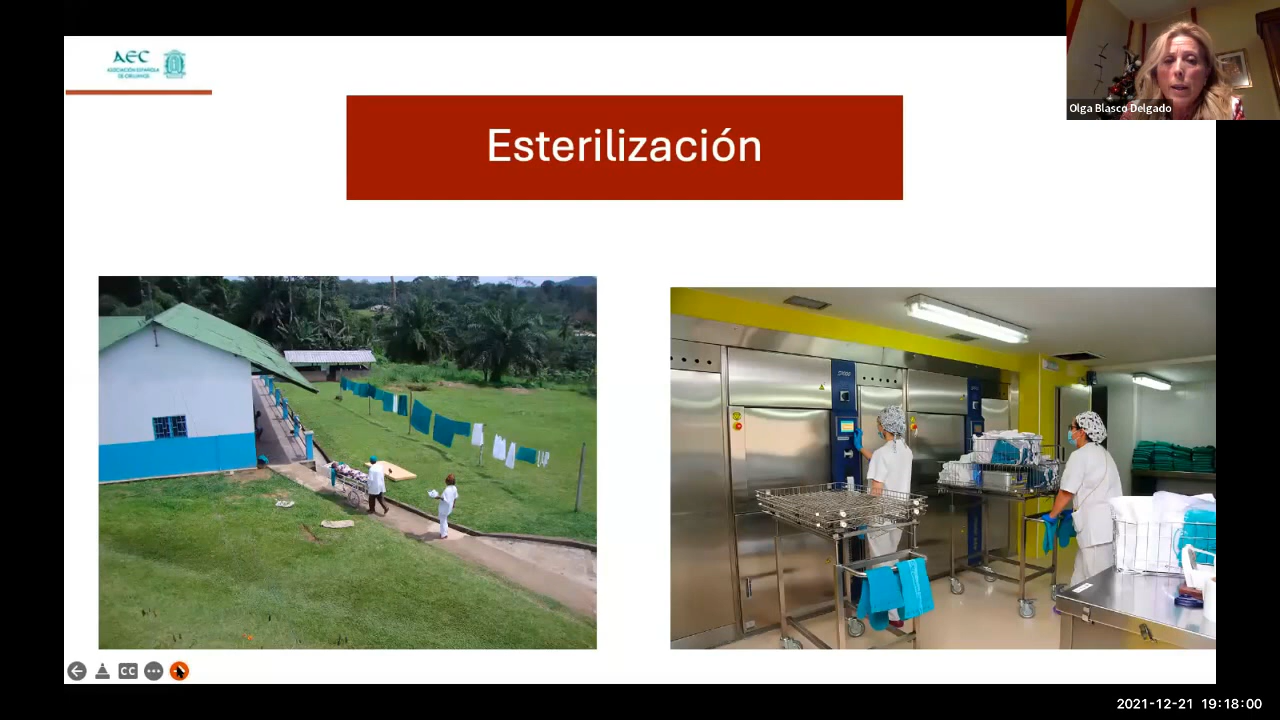 AEC
ASOCIACIÓN ESPAÑOLA
DE CIRUJANOS
Olga Blasco Delgado
Esterilización
CC
2021-12-21 19:18:00